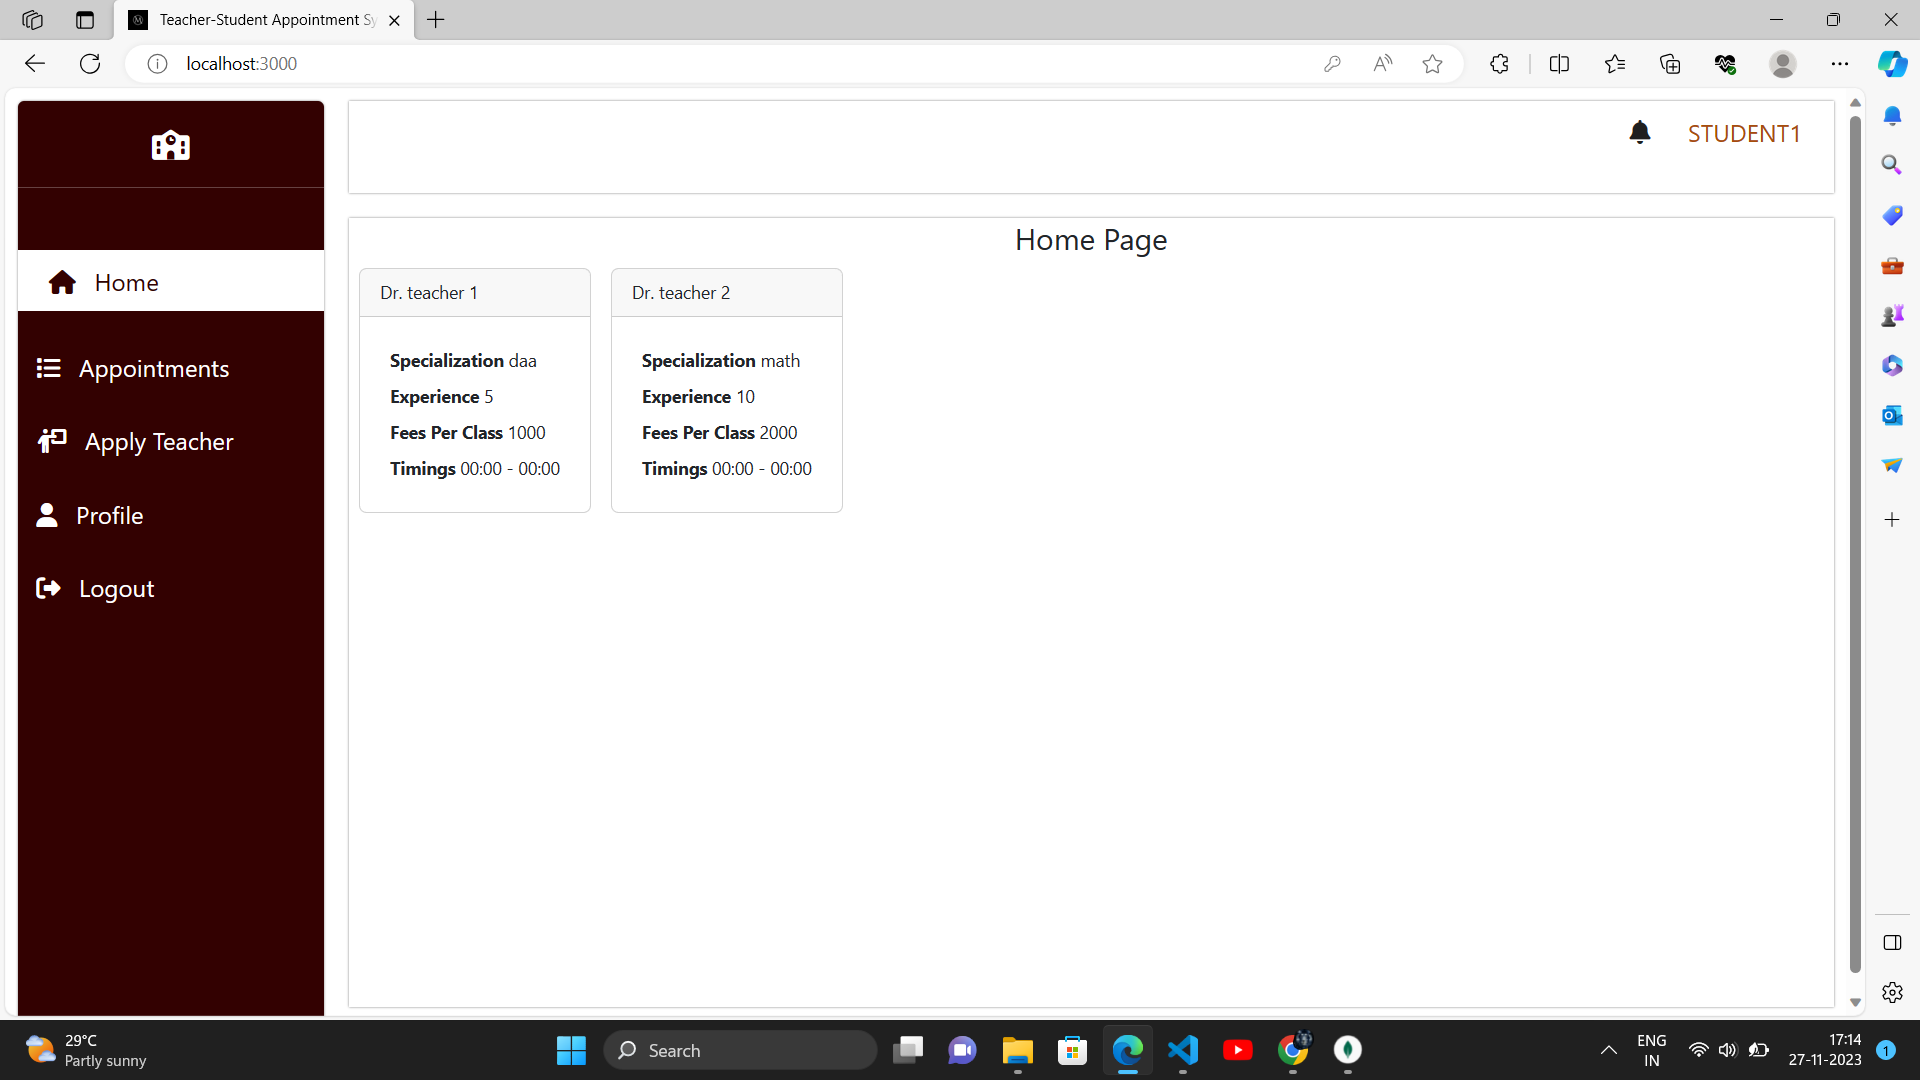 Teacher-Student Appointment Sy
localhost:3000
STUDENT1
Home
Appointments
Apply Teacher
Profile
Logout
Home Page
Dr. teacher 1
Specialization daa
Experience 5
Fees Per Class 1000
Timings 00:00 - 00:00
Dr. teacher 2
Specialization math
Experience 10
Fees Per Class 2000
Timings 00:00 - 00:00
29°C
Partly sunny
Search
ENG
IN
17:14
27-11-2023
1